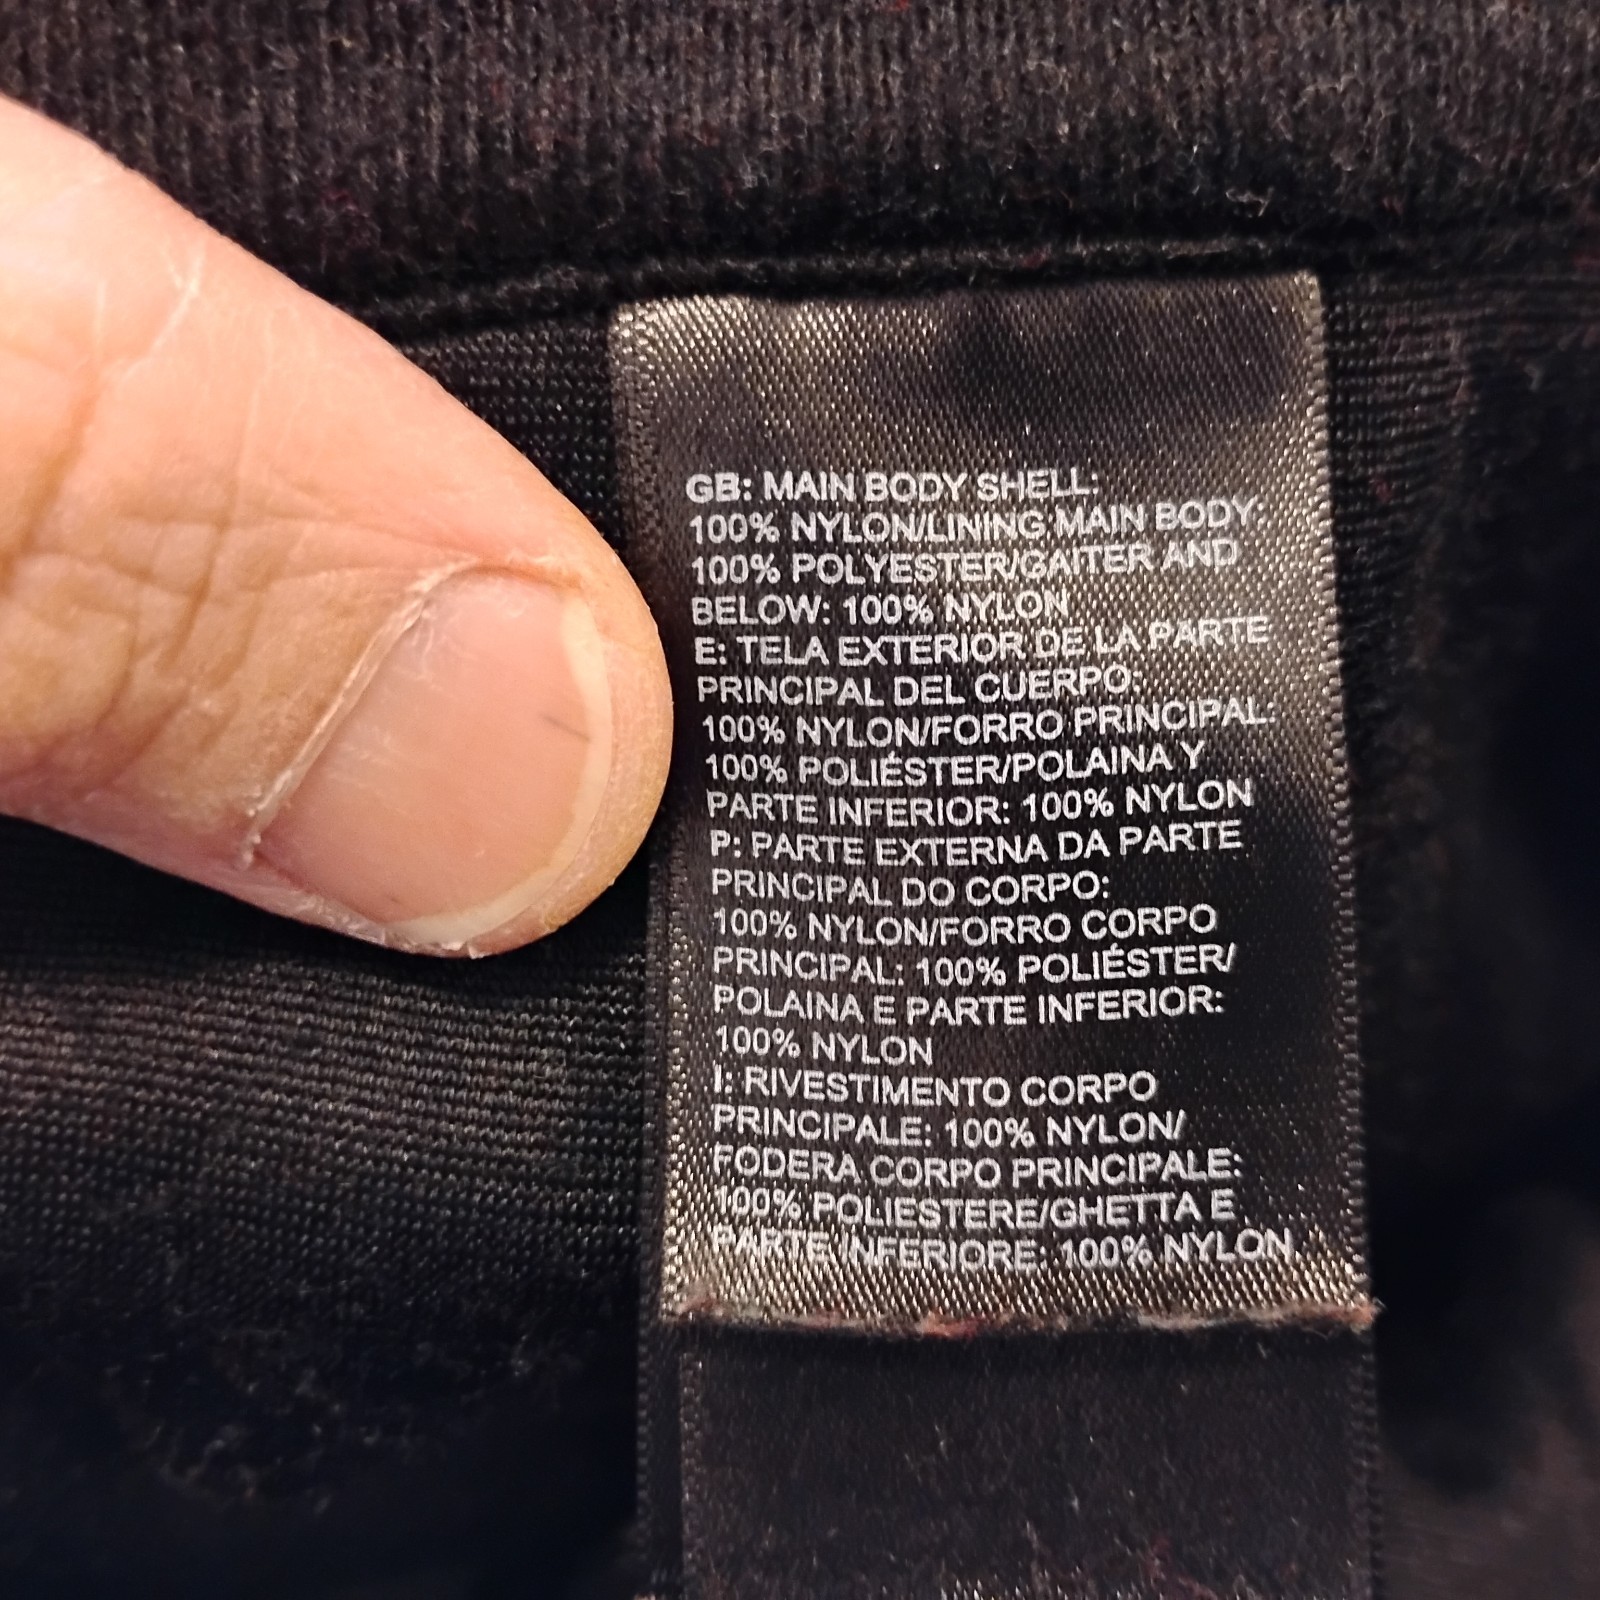 GB: MAIN BODY SHELL:
100% NYLON/LINING MAIN BODY:
100% POLYESTER/GAITER AND
BELOW: 100% NYLON
E: TELA EXTERIOR DE LA PARTE
PRINCIPAL DEL CUERPO:
100% NYLON/FORRO PRINCIPAL:
100% POLIÉSTER/POLAINA Y
PARTE INFERIOR: 100% NYLON
P: PARTE EXTERNA DA PARTE
PRINCIPAL DO CORPO:
100% NYLON/FORRO CORPO
PRINCIPAL: 100% POLIÉSTER/
POLAINA E PARTE INFERIOR:
100% NYLON
I: RIVESTIMENTO CORPO
PRINCIPALE: 100% NYLON/
FODERA CORPO PRINCIPALE:
100% POLIESTERE/GHETTA E
PARTE INFERIORE: 100% NYLON